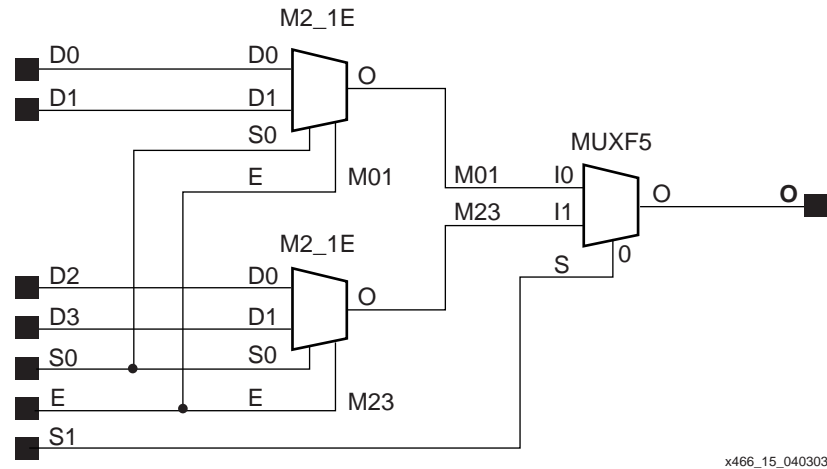 M2_1E
D0 D0
O
D1 D1
S0
MUXF5
E M01
M01 I0
O O
M23 I1
M2_1E
S 0
D2 D0
O
D3 D1
S0 S0
E E M23
S1
x466_15_040303